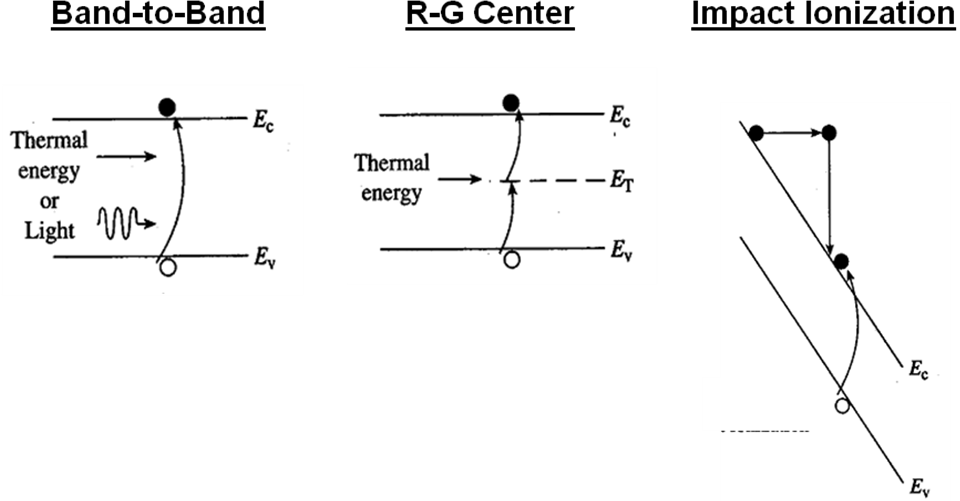 Band-to-Band
R-G Center
Impact Ionization
Thermal
energy
or
Light
Ec
Ev
Thermal
energy
Ec
ET
Ev
Ec
Ev